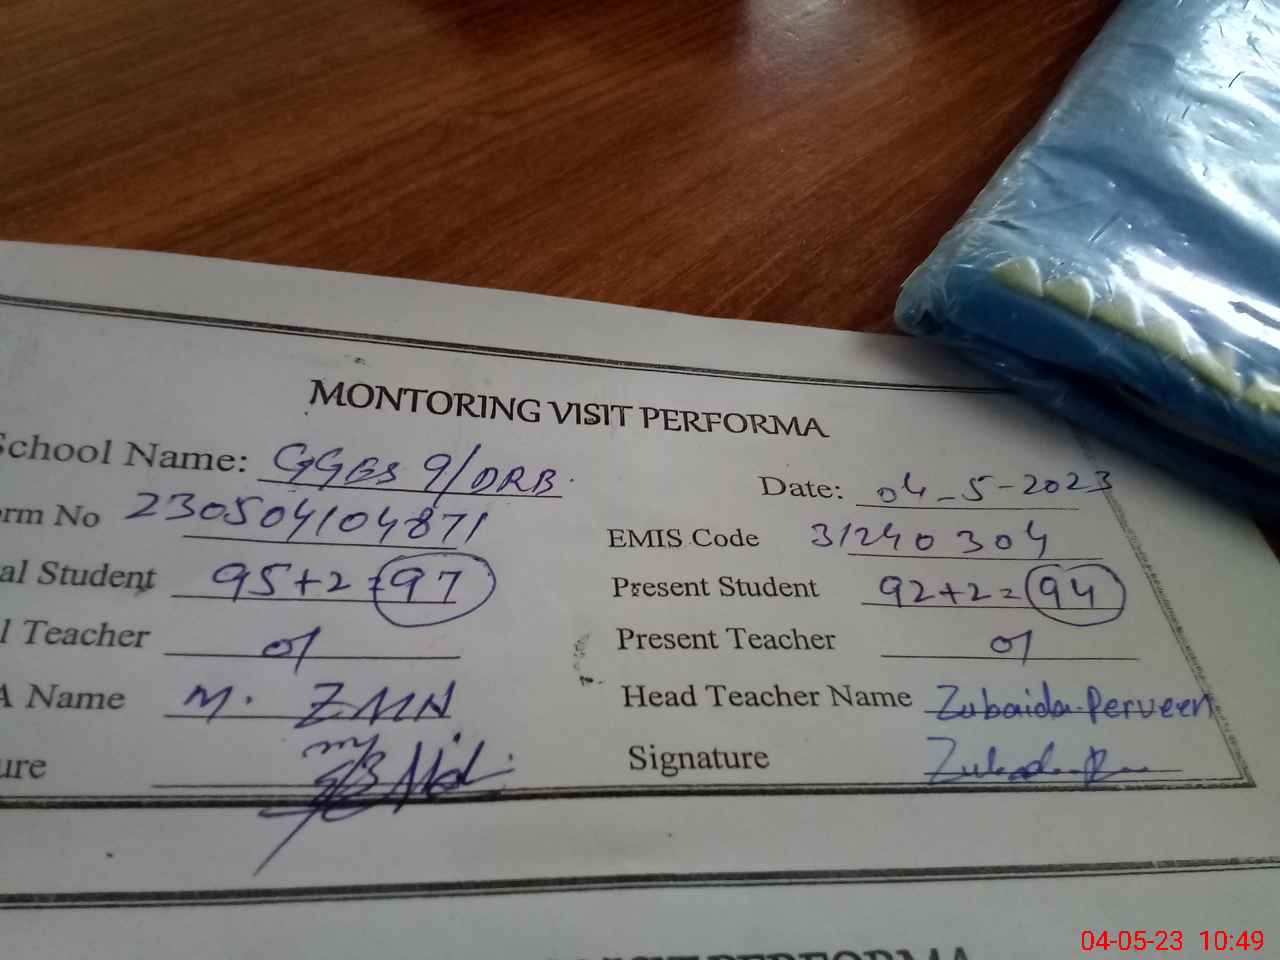 MONTORING VISIT PERFORMA
School Name: GGES 9/DRB. Date: 04-5-2023
rm No 230504104871 EMIS Code 31240304
al Student 95+2=97 Present Student 92+2=94
l Teacher 01 Present Teacher 01
A Name M. Head Teacher Name Zubaida Perveen
ure Signature
PERFORMA
04-05-23 10:49